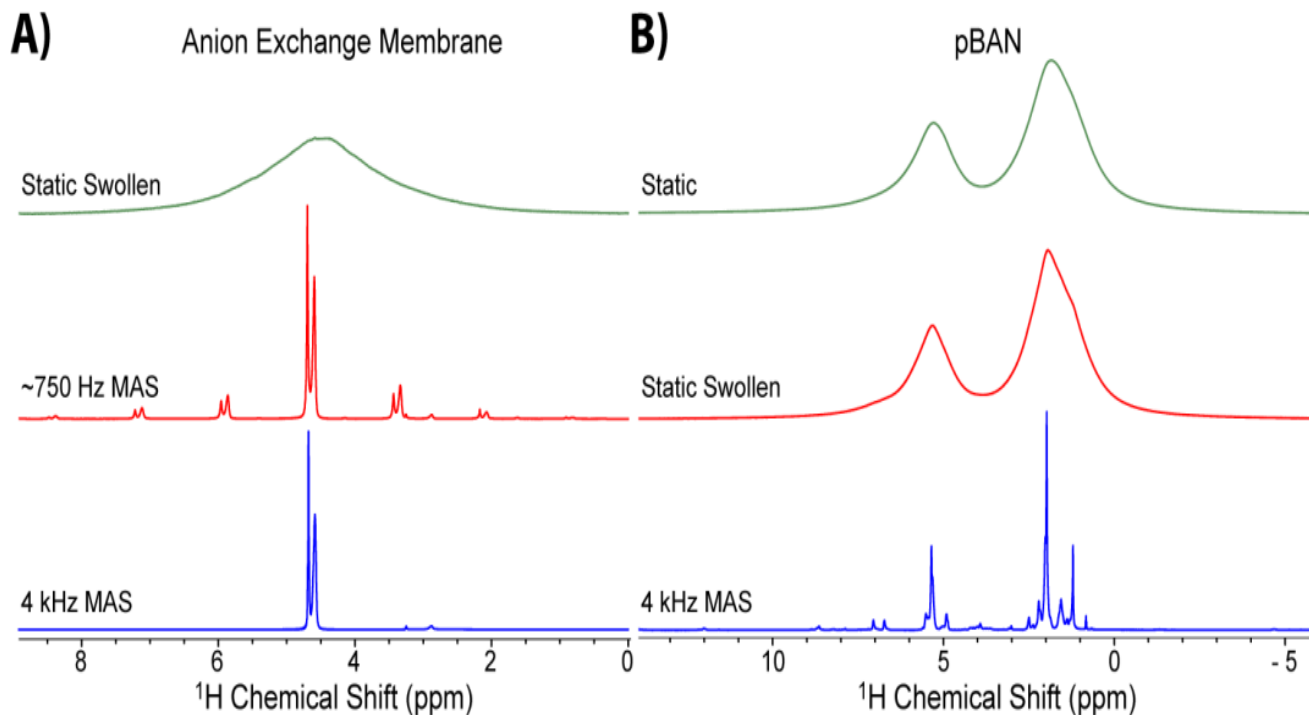 A)
Anion Exchange Membrane
Static Swollen
~750 Hz MAS
4 kHz MAS
8 6 4 2 0
¹H Chemical Shift (ppm)
B)
pBAN
Static
Static Swollen
4 kHz MAS
10 5 0 - 5
¹H Chemical Shift (ppm)